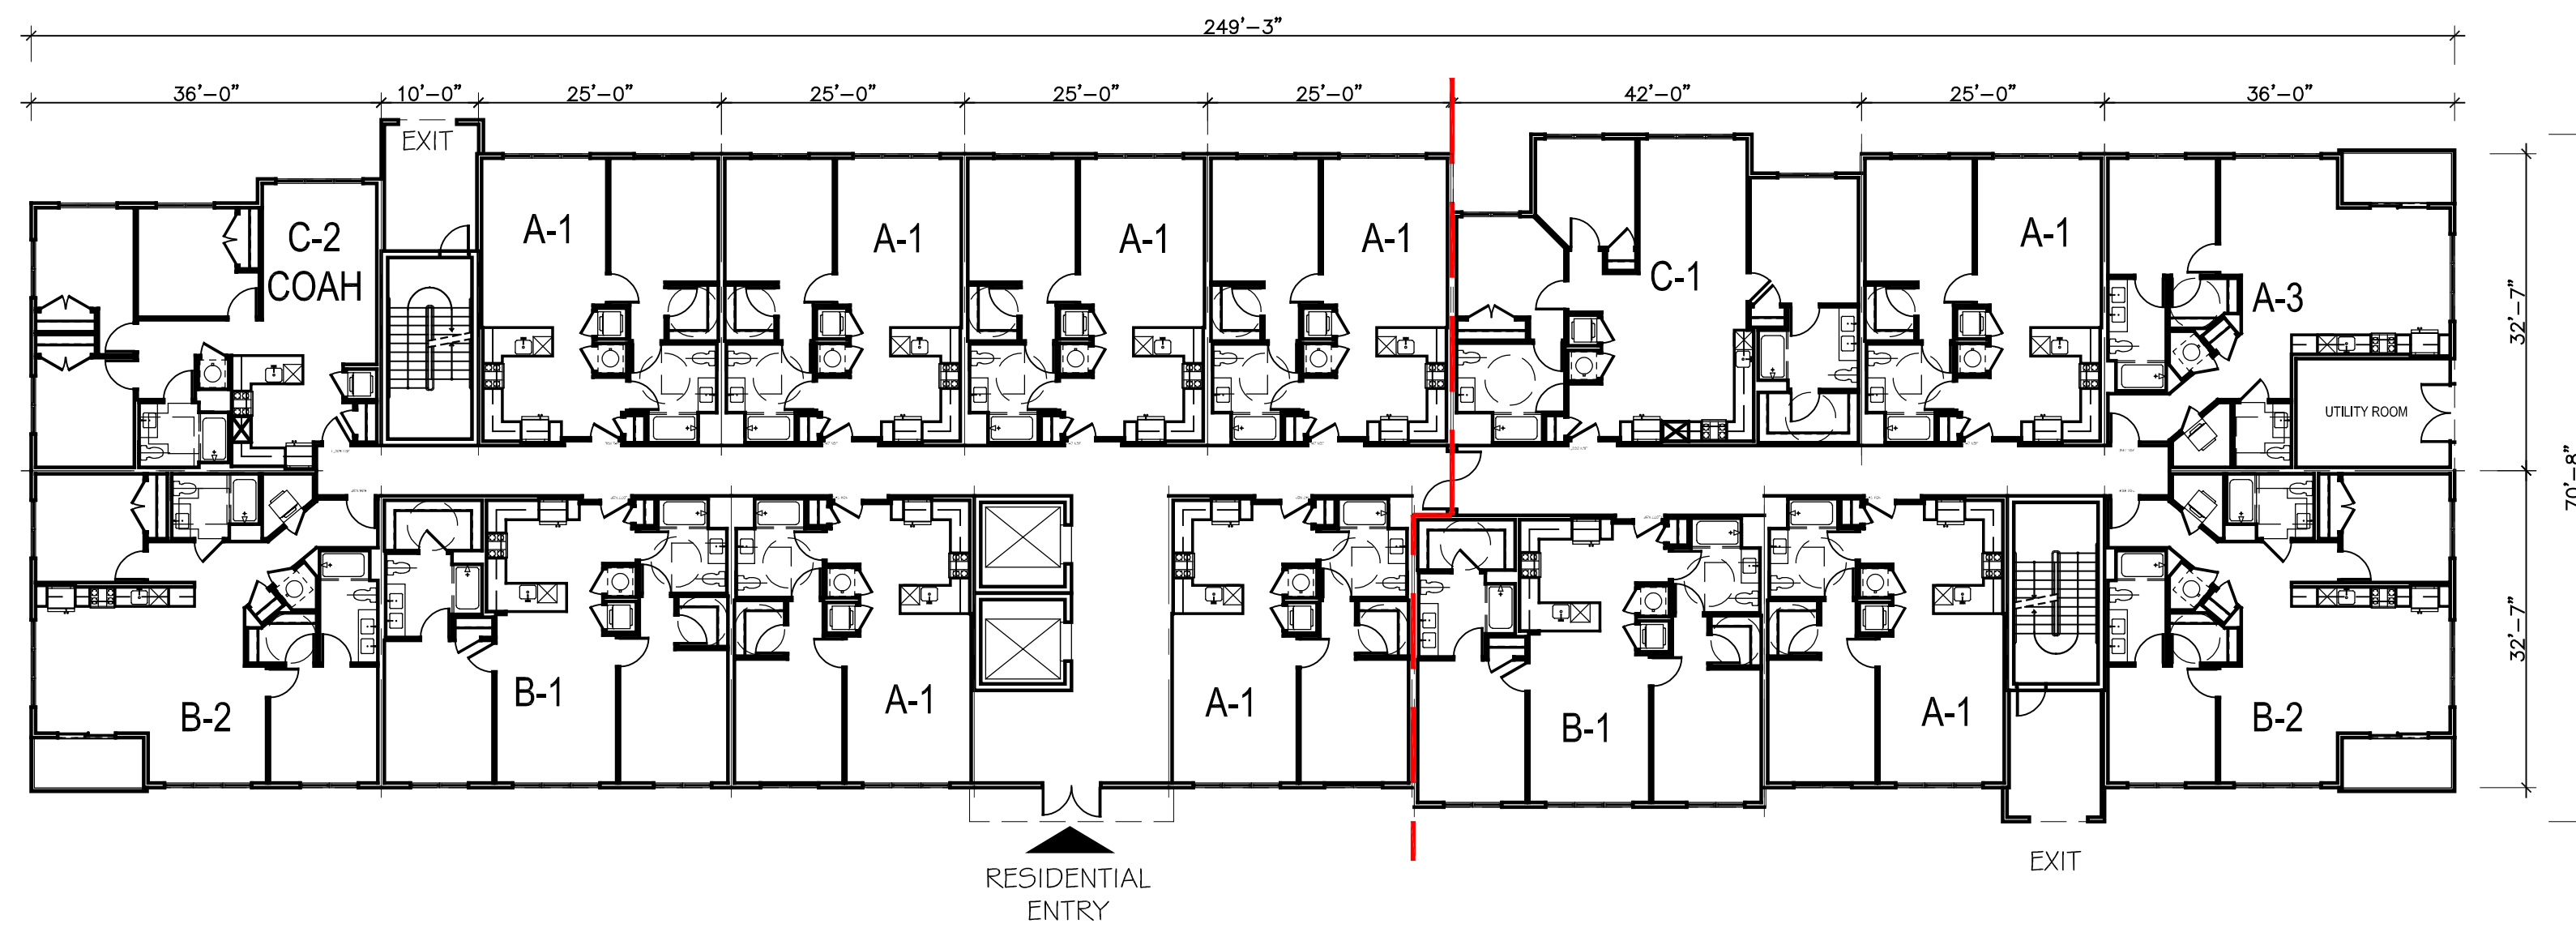 249'-3"
36'-0"
10'-0"
25'-0"
25'-0"
25'-0"
25'-0"
42'-0"
25'-0"
36'-0"
EXIT
C-2
COAH
A-1
A-1
A-1
A-1
C-1
A-1
A-3
32'-7"
UTILITY ROOM
70'-8"
32'-7"
B-2
B-1
A-1
A-1
B-1
A-1
B-2
RESIDENTIAL
ENTRY
EXIT